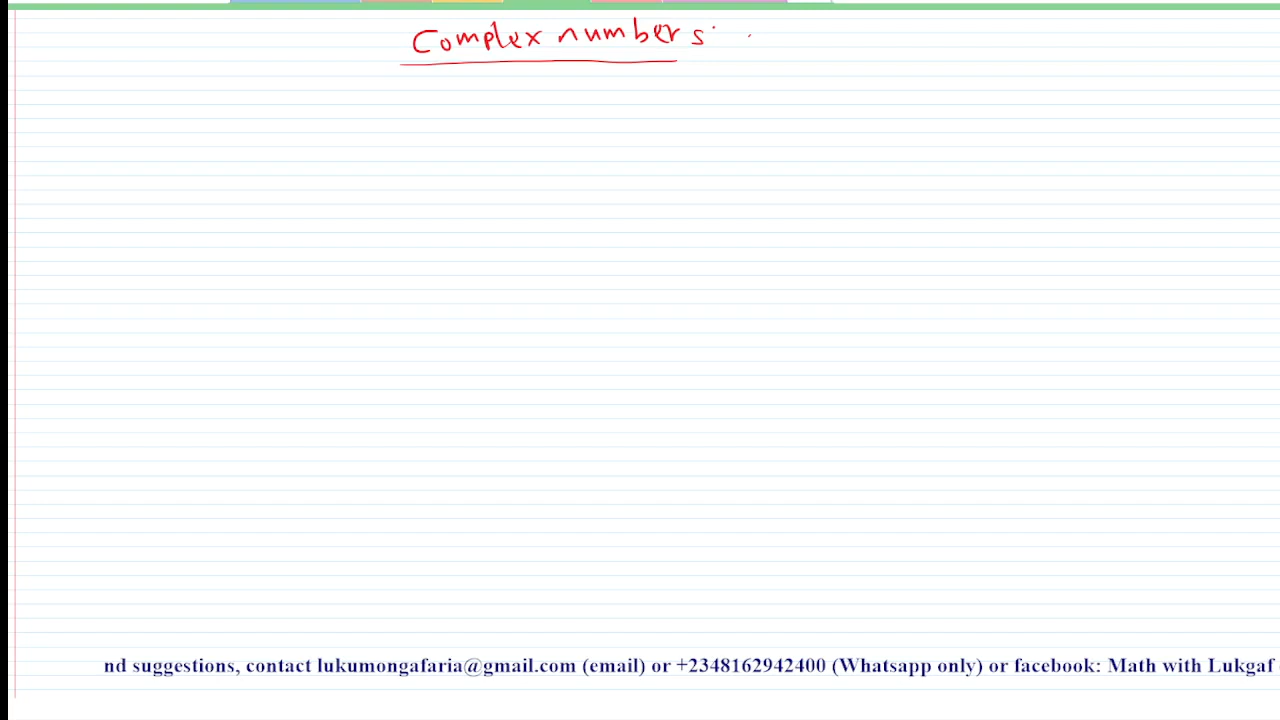 Complex numbers
nd suggestions, contact lukumongafaria@gmail.com (email) or +2348162942400 (Whatsapp only) or facebook: Math with Lukgaf